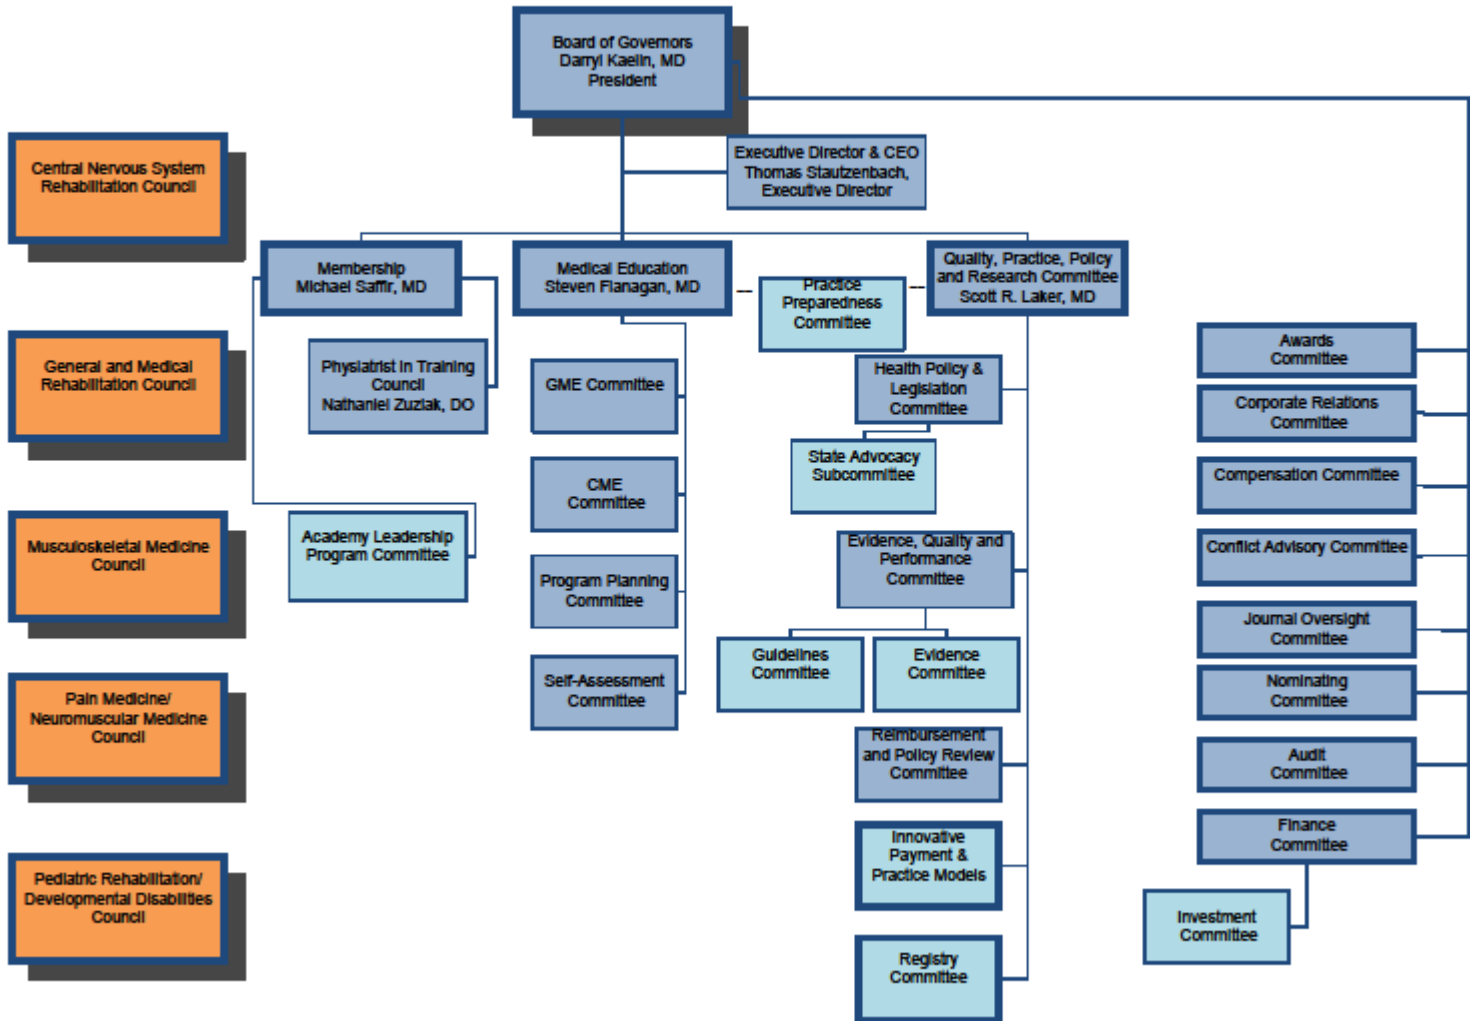 Board of Governors
Darryl Kaelin, MD
President
Executive Director & CEO
Thomas Stautzenbach,
Executive Director
Central Nervous System
Rehabilitation Council
General and Medical
Rehabilitation Council
Musculoskeletal Medicine
Council
Pain Medicine/
Neuromuscular Medicine
Council
Pediatric Rehabilitation/
Developmental Disabilities
Council
Membership
Michael Saffir, MD
Physiatrist in Training
Council
Nathaniel Zuziak, DO
Academy Leadership
Program Committee
Medical Education
Steven Flanagan, MD
GME Committee
CME
Committee
Program Planning
Committee
Self-Assessment
Committee
Practice
Preparedness
Committee
Quality, Practice, Policy
and Research Committee
Scott R. Laker, MD
Health Policy &
Legislation
Committee
State Advocacy
Subcommittee
Evidence, Quality and
Performance
Committee
Guidelines
Committee
Evidence
Committee
Reimbursement
and Policy Review
Committee
Innovative
Payment &
Practice Models
Registry
Committee
Awards
Committee
Corporate Relations
Committee
Compensation Committee
Conflict Advisory Committee
Journal Oversight
Committee
Nominating
Committee
Audit
Committee
Finance
Committee
Investment
Committee